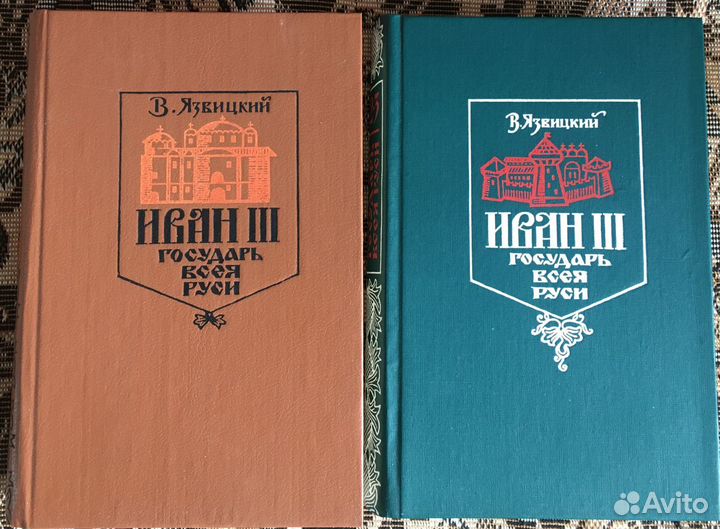 В. Язвицкий
ИВАН III
ГОСУДАРЬ
ВСЕЯ
РУСИ
В. Язвицкий
ИВАН III
ГОСУДАРЬ
ВСЕЯ
РУСИ
Avito